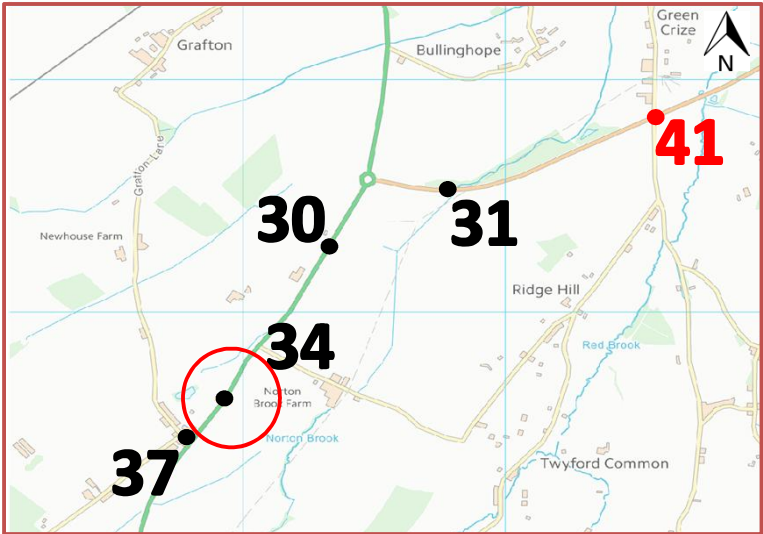 Green
Crize
Grafton
Bullinghope
N
41
Grafton Lane
30
31
Newhouse Farm
Ridge Hill
34
Red Brook
Norton
Brook Farm
Norton Brook
37
Twyford Common